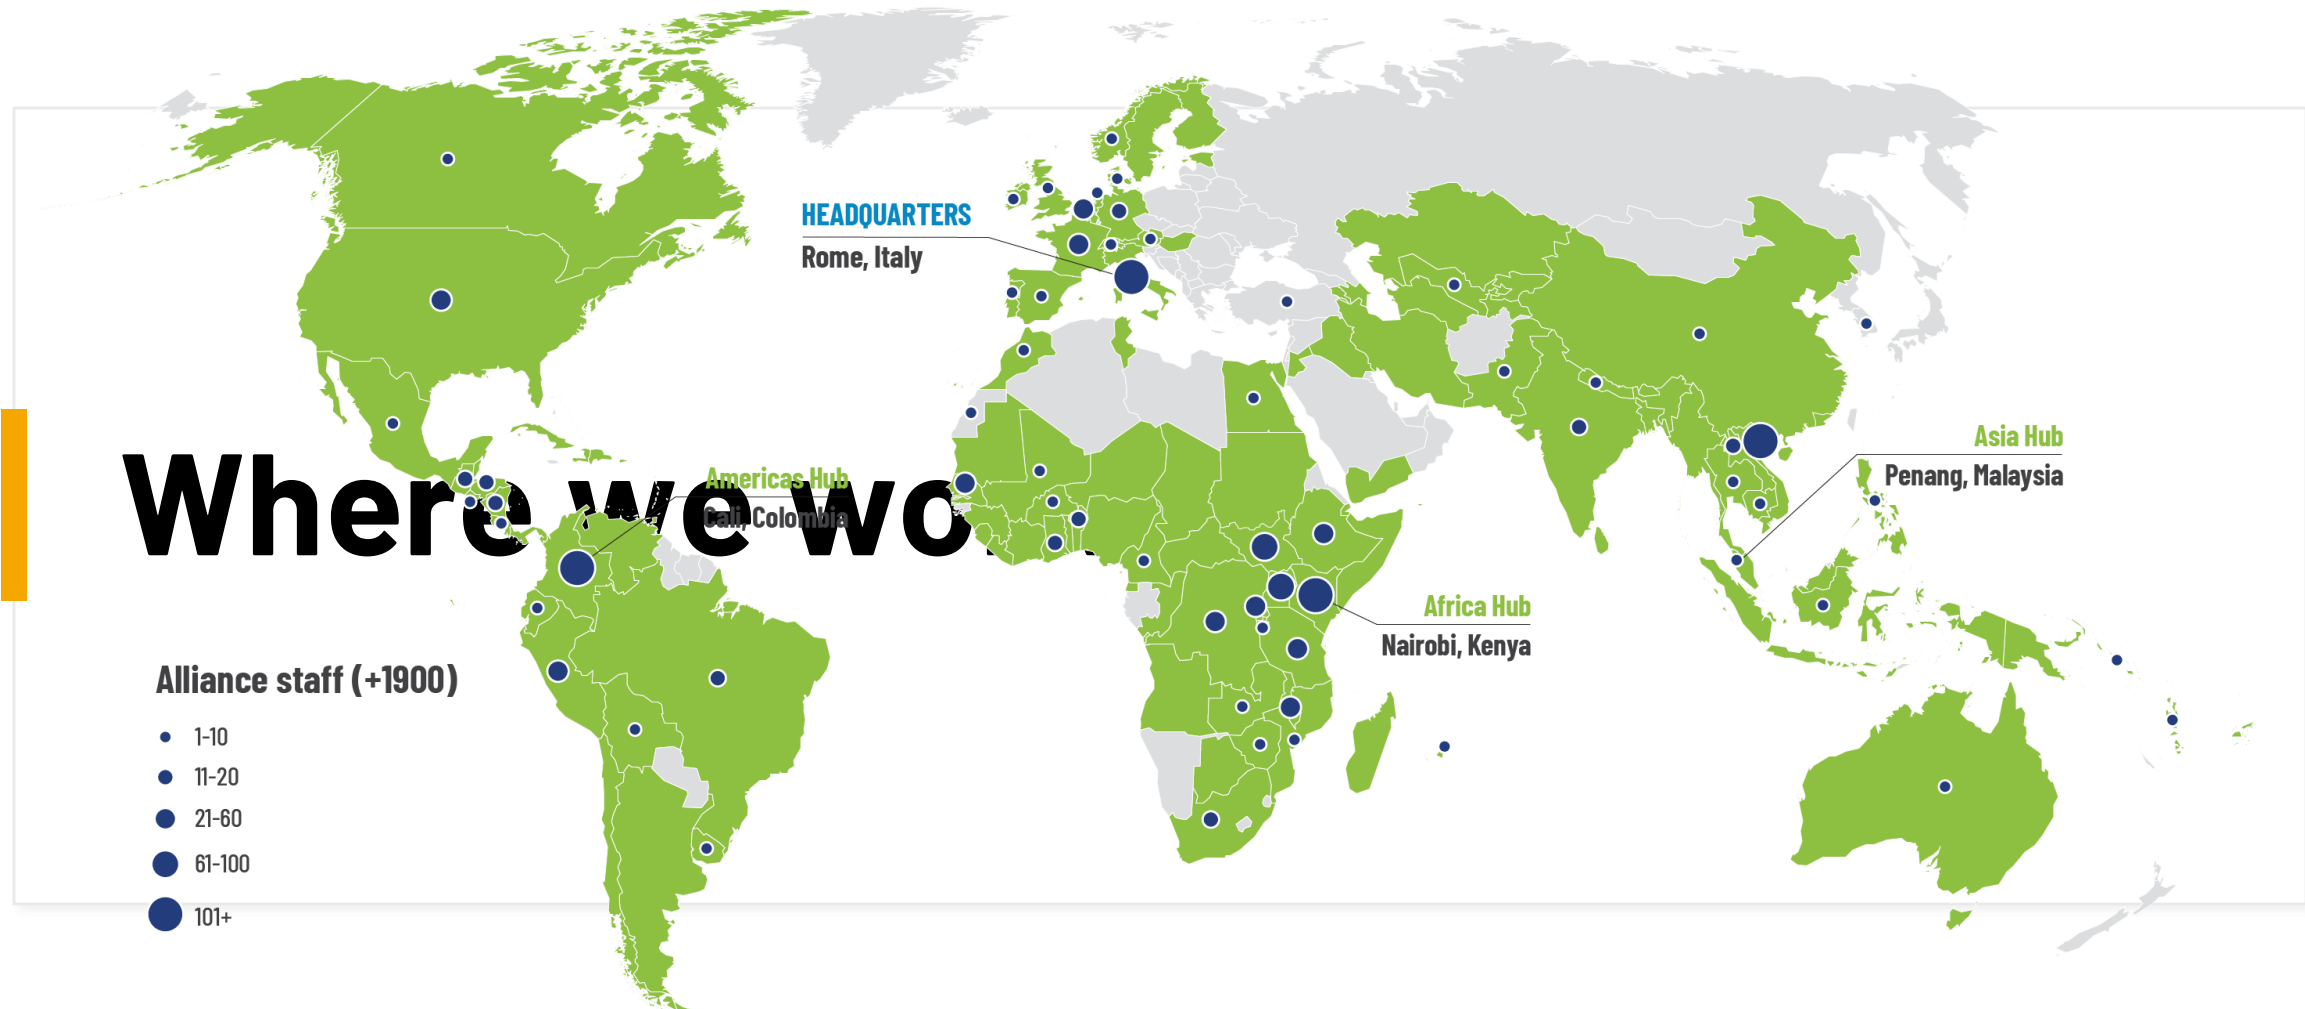 HEADQUARTERS
Rome, Italy
Where we wo
Americas Hub
Cali, Colombia
Asia Hub
Penang, Malaysia
Africa Hub
Nairobi, Kenya
Alliance staff (+1900)
1-10
11-20
21-60
61-100
101+